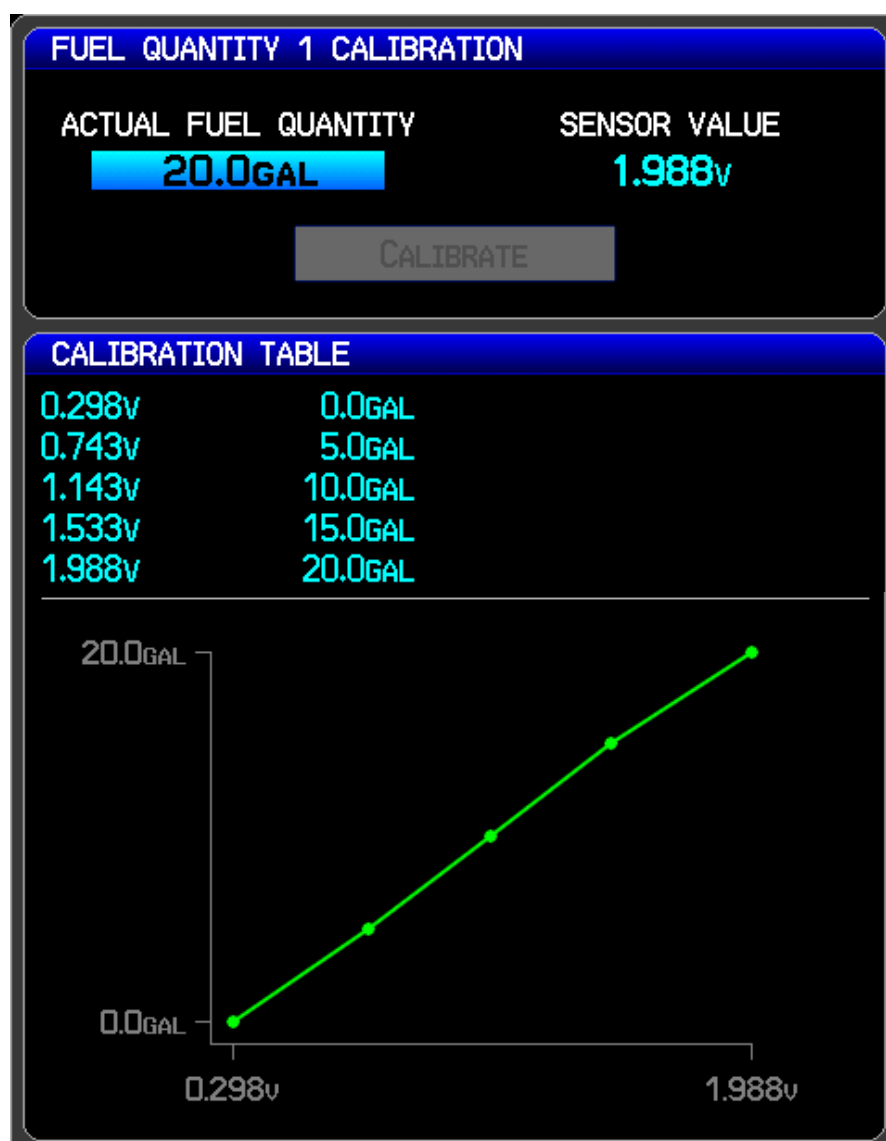 FUEL QUANTITY 1 CALIBRATION
ACTUAL FUEL QUANTITY SENSOR VALUE
20.0GAL 1.988V
CALIBRATE
CALIBRATION TABLE
0.298V 0.0GAL
0.743V 5.0GAL
1.143V 10.0GAL
1.533V 15.0GAL
1.988V 20.0GAL
20.0GAL
0.0GAL
0.298V 1.988V